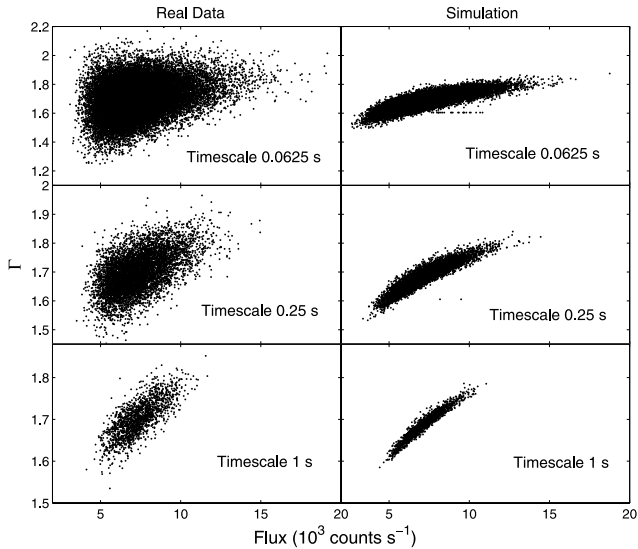 Real Data
Simulation
2.2
2
1.8
1.6
1.4
1.2
Timescale 0.0625 s
Timescale 0.0625 s
2
1.9
1.8
1.7
1.6
1.5
Timescale 0.25 s
Timescale 0.25 s
Γ
1.8
1.7
1.6
1.5
Timescale 1 s
Timescale 1 s
5 10 15 20 5 10 15 20
Flux (10³ counts s⁻¹)